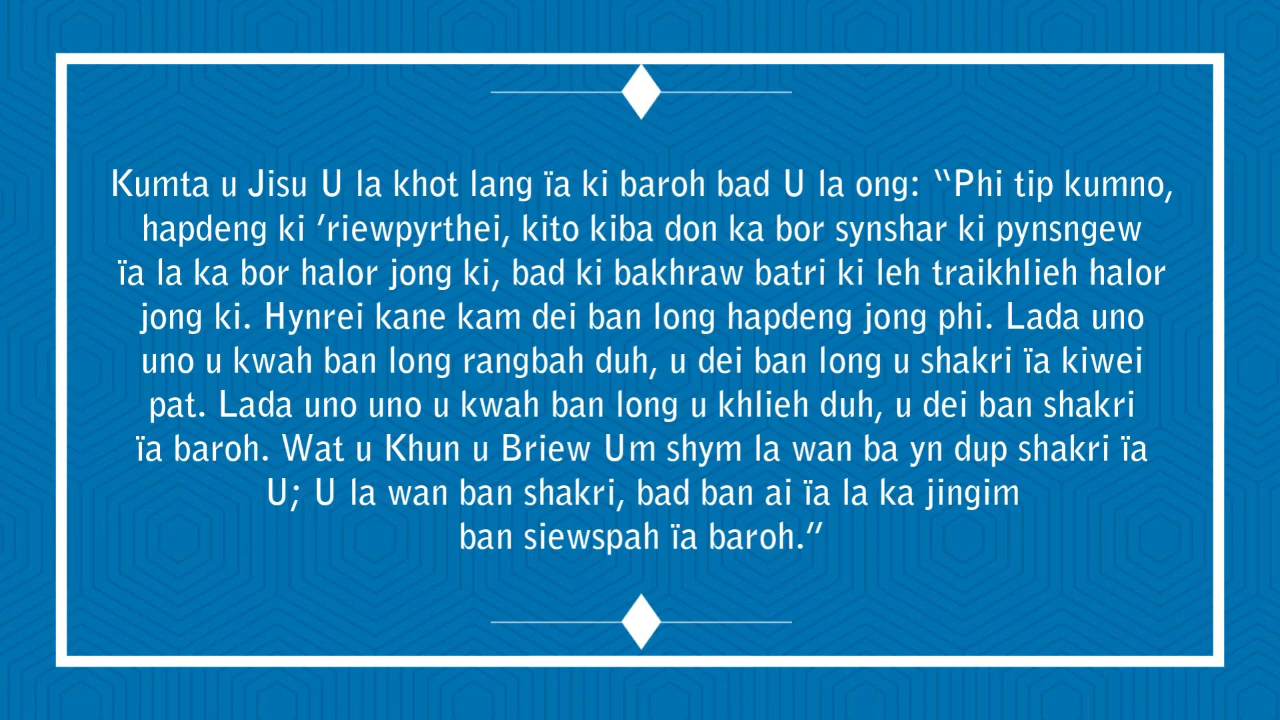 Kumta u Jisu U la khot lang ïa ki baroh bad U la ong: “Phi tip kumno,
hapdeng ki ’riewpyrthei, kito kiba don ka bor synshar ki pynsngew
ïa la ka bor halor jong ki, bad ki bakhraw batri ki leh traikhlieh halor
jong ki. Hynrei kane kam dei ban long hapdeng jong phi. Lada uno
uno u kwah ban long rangbah duh, u dei ban long u shakri ïa kiwei
pat. Lada uno uno u kwah ban long u khlieh duh, u dei ban shakri
ïa baroh. Wat u Khun u Briew Um shym la wan ba yn dup shakri ïa
U; U la wan ban shakri, bad ban ai ïa la ka jingim
ban siewspah ïa baroh.”